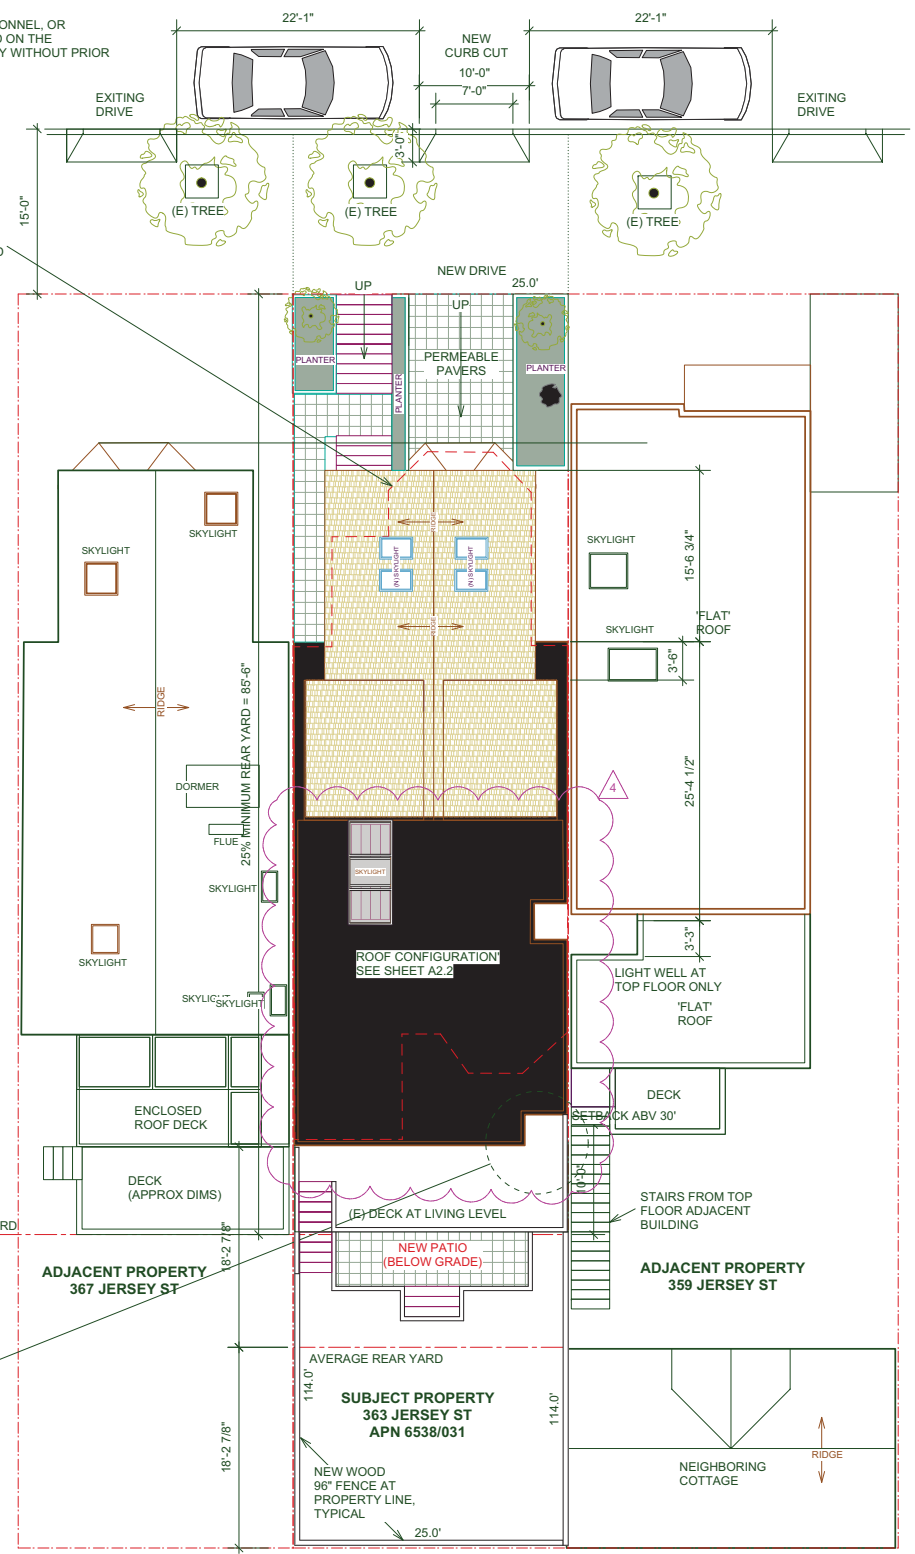 22'-1"
22'-1"
ONNEL, OR
D ON THE
Y WITHOUT PRIOR
NEW
CURB CUT
10'-0"
7'-0"
EXITING
DRIVE
EXITING
DRIVE
3'-0"
15'-0"
(E) TREE
(E) TREE
(E) TREE
NEW DRIVE
25.0'
UP
UP
PERMEABLE
PAVERS
PLANTER
PLANTER
PLANTER
SKYLIGHT
SKYLIGHT
RIDGE
(N)SKYLIGHT
(N)SKYLIGHT
RIDGE
SKYLIGHT
SKYLIGHT
15'-6 3/4"
'FLAT'
ROOF
3'-6"
RIDGE
25% MINIMUM REAR YARD = 85'-6"
DORMER
FLUE
SKYLIGHT
25'-4 1/2"
4
SKYLIGHT
SKYLIGHT
ROOF CONFIGURATION'
SEE SHEET A2.2
3'-3"
LIGHT WELL AT
TOP FLOOR ONLY
'FLAT'
ROOF
SKYLIGHT
SKYLIGHT
ENCLOSED
ROOF DECK
DECK
SETBACK ABV 30'
10'-0"
DECK
(APPROX DIMS)
STAIRS FROM TOP
FLOOR ADJACENT
BUILDING
(E) DECK AT LIVING LEVEL
RD
18'-2 7/8"
NEW PATIO
(BELOW GRADE)
ADJACENT PROPERTY
367 JERSEY ST
ADJACENT PROPERTY
359 JERSEY ST
AVERAGE REAR YARD
114.0'
114.0'
SUBJECT PROPERTY
363 JERSEY ST
APN 6538/031
18'-2 7/8"
NEW WOOD
96" FENCE AT
PROPERTY LINE,
TYPICAL
25.0'
NEIGHBORING
COTTAGE
RIDGE